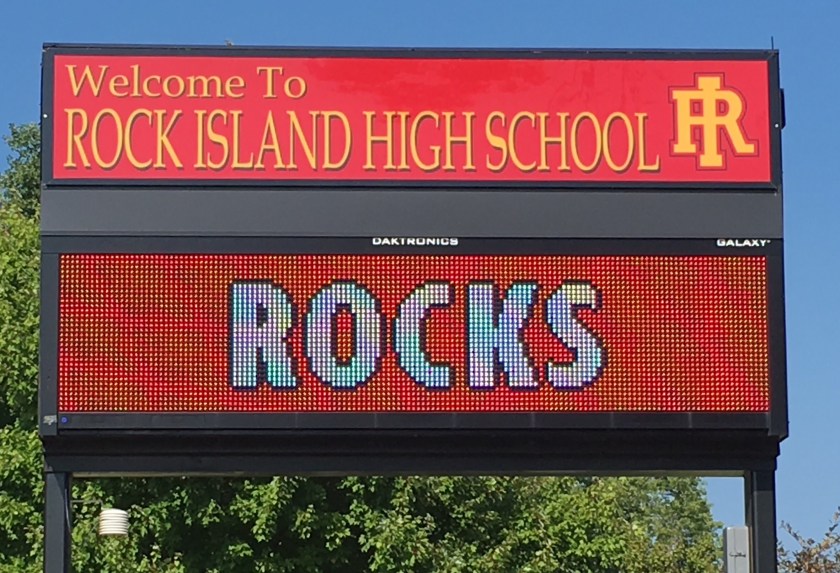 Welcome To
ROCK ISLAND HIGH SCHOOL
RI
DAKTRONICS GALAXY
ROCKS